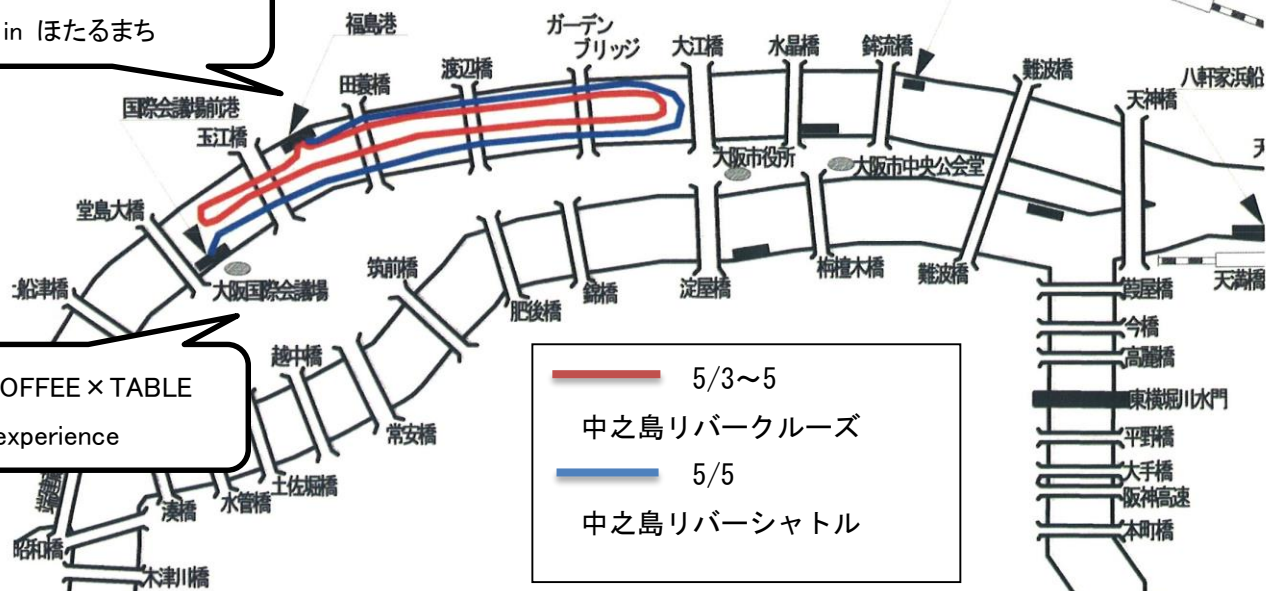 in ほたるまち
福島港
ガーデン
ブリッジ
大江橋
水晶橋
鉾流橋
難波橋
八軒家浜船
天神橋
渡辺橋
田蓑橋
国際会議場前港
玉江橋
大阪市役所
大阪市中央公会堂
堂島大橋
船津橋
大阪国際会議場
筑前橋
肥後橋
錦橋
淀屋橋
栴檀木橋
難波橋
葭屋橋
天満橋
今橋
高麗橋
東横堀川水門
平野橋
大手橋
阪神高速
本町橋
越中橋
常安橋
OFFEE×TABLE
experience
土佐堀橋
水管橋
湊橋
昭和橋
木津川橋
5/3～5
中之島リバークルーズ
5/5
中之島リバーシャトル